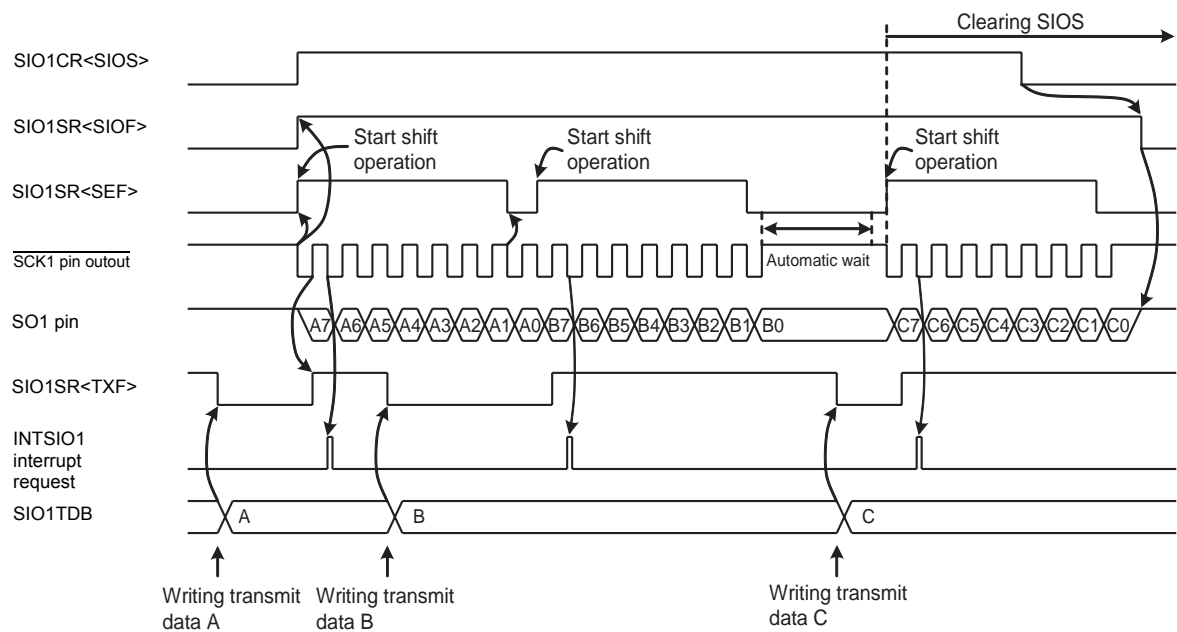 Clearing SIOS
SIO1CR<SIOS>
SIO1SR<SIOF>
Start shift
operation
Start shift
operation
Start shift
operation
SIO1SR<SEF>
SCK1 pin outout
Automatic wait
SO1 pin
A7 A6 A5 A4 A3 A2 A1 A0 B7 B6 B5 B4 B3 B2 B1 B0 C7 C6 C5 C4 C3 C2 C1 C0
SIO1SR<TXF>
INTSIO1
interrupt
request
SIO1TDB
A B C
Writing transmit
data A
Writing transmit
data B
Writing transmit
data C